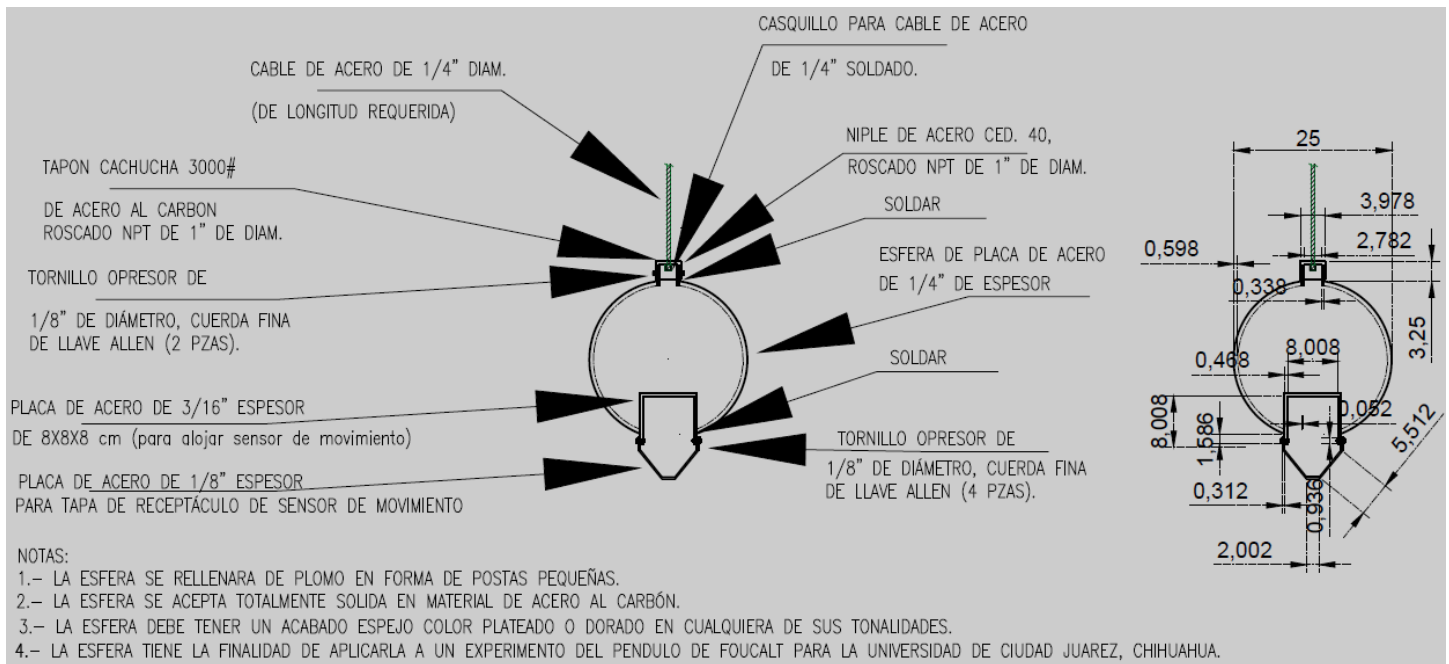 CASQUILLO PARA CABLE DE ACERO
DE 1/4" SOLDADO.
CABLE DE ACERO DE 1/4" DIAM.
(DE LONGITUD REQUERIDA)
NIPLE DE ACERO CED. 40,
ROSCADO NPT DE 1" DE DIAM.
TAPON CACHUCHA 3000#
DE ACERO AL CARBON
ROSCADO NPT DE 1" DE DIAM.
SOLDAR
ESFERA DE PLACA DE ACERO
DE 1/4" DE ESPESOR
TORNILLO OPRESOR DE
1/8" DE DIÁMETRO, CUERDA FINA
DE LLAVE ALLEN (2 PZAS).
SOLDAR
PLACA DE ACERO DE 3/16" ESPESOR
DE 8X8X8 cm (para alojar sensor de movimiento)
TORNILLO OPRESOR DE
1/8" DE DIÁMETRO, CUERDA FINA
DE LLAVE ALLEN (4 PZAS).
PLACA DE ACERO DE 1/8" ESPESOR
PARA TAPA DE RECEPTÁCULO DE SENSOR DE MOVIMIENTO
25
3,978
2,782
0,598
0,338
3,25
8,008
0,468
8,008
1,586
0,052
5,512
0,312
0,936
2,002
NOTAS:
1.- LA ESFERA SE RELLENARA DE PLOMO EN FORMA DE POSTAS PEQUEÑAS.
2.- LA ESFERA SE ACEPTA TOTALMENTE SOLIDA EN MATERIAL DE ACERO AL CARBÓN.
3.- LA ESFERA DEBE TENER UN ACABADO ESPEJO COLOR PLATEADO O DORADO EN CUALQUIERA DE SUS TONALIDADES.
4.- LA ESFERA TIENE LA FINALIDAD DE APLICARLA A UN EXPERIMENTO DEL PENDULO DE FOUCALT PARA LA UNIVERSIDAD DE CIUDAD JUAREZ, CHIHUAHUA.